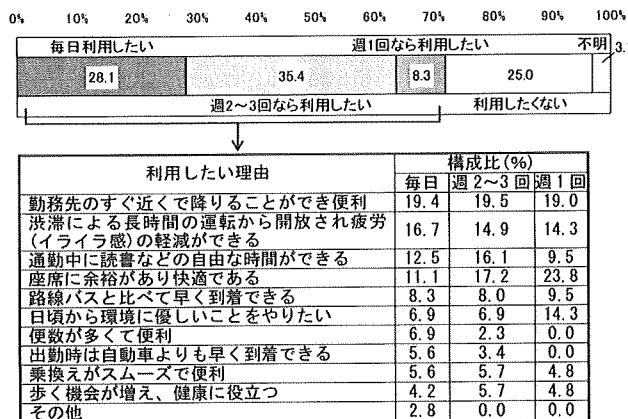 0% 10% 20% 30% 40% 50% 60% 70% 80% 90% 100%
毎日利用したい 週1回なら利用したい 不明
28.1 35.4 8.3 25.0 3.
週2～3回なら利用したい 利用したくない
利用したい理由 構成比(%)
毎日 週2～3回 週1回
勤務先のすぐ近くで降りることができ便利 19.4 19.5 19.0
渋滞による長時間の運転から開放され疲労
(イライラ感)の軽減ができる 16.7 14.9 14.3
通勤中に読書などの自由な時間ができる 12.5 16.1 9.5
座席に余裕があり快適である 11.1 17.2 23.8
路線バスと比べて早く到着できる 8.3 8.0 9.5
日頃から環境に優しいことをやりたい 6.9 6.9 14.3
便数が多くて便利 6.9 2.3 0.0
出勤時は自動車よりも早く到着できる 5.6 3.4 0.0
乗換えがスムーズで便利 5.6 5.7 4.8
歩く機会が増え、健康に役立つ 4.2 5.7 4.8
その他 2.8 0.0 0.0